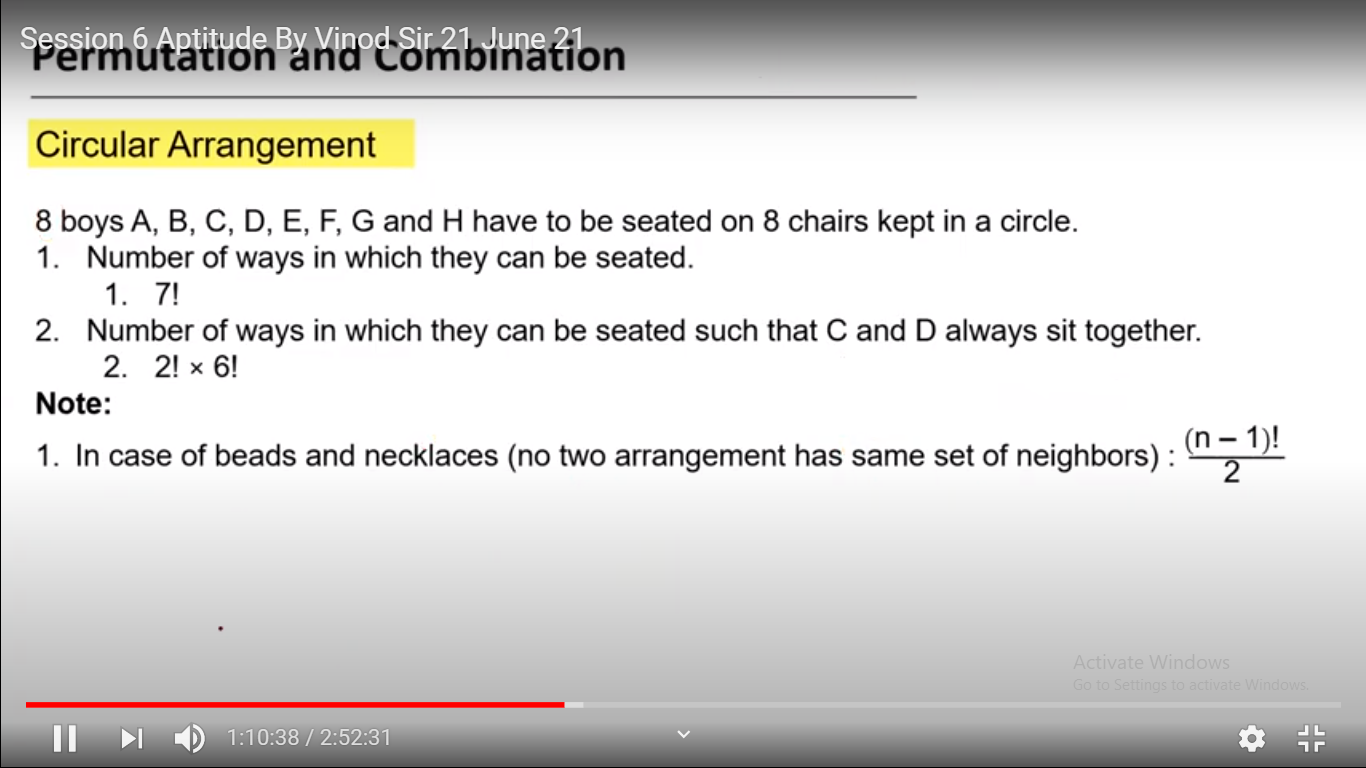 Session 6 Aptitude By Vinod Sir 21 June 21
Permutation and Combination
Circular Arrangement
8 boys A, B, C, D, E, F, G and H have to be seated on 8 chairs kept in a circle.
1. Number of ways in which they can be seated.
1. 7!
2. Number of ways in which they can be seated such that C and D always sit together.
2. 2! × 6!
Note:
1. In case of beads and necklaces (no two arrangement has same set of neighbors) : (n – 1)!
2
Activate Windows
Go to Settings to activate Windows.
1:10:38 / 2:52:31